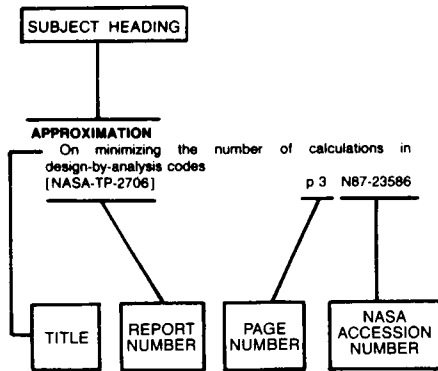 SUBJECT HEADING
APPROXIMATION
On minimizing the number of calculations in
design-by-analysis codes
[NASA-TP-2706] p 3 N87-23586
TITLE
REPORT
NUMBER
PAGE
NUMBER
NASA
ACCESSION
NUMBER